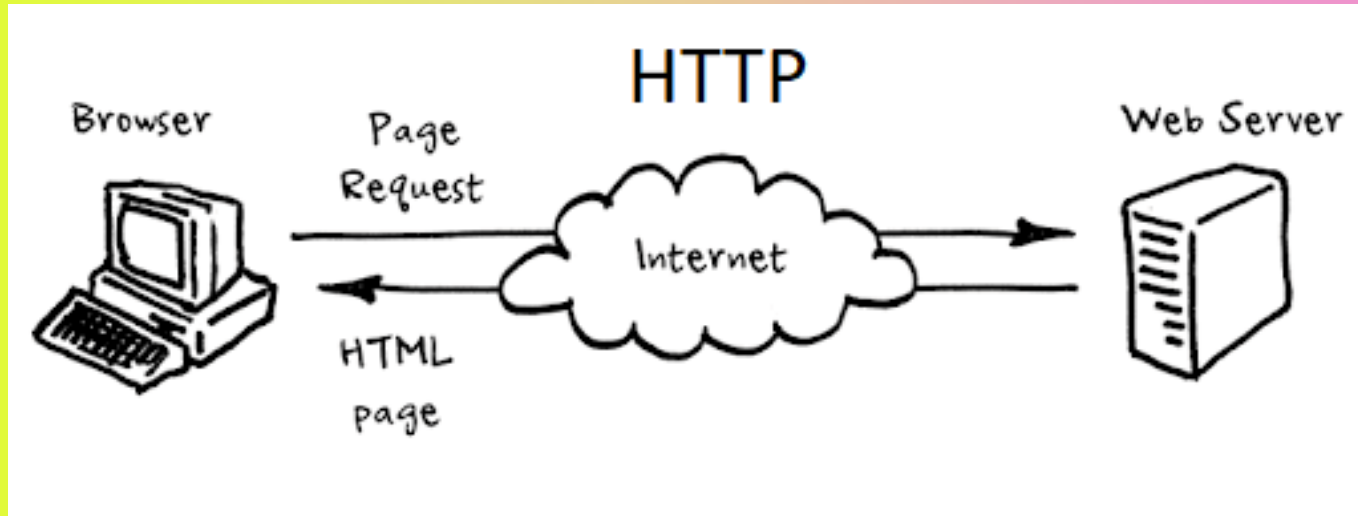 HTTP
Browser
Page
Request
Internet
Web Server
HTML
page